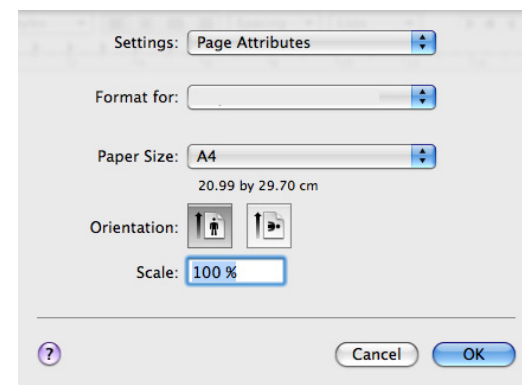 Settings: Page Attributes
Format for:
Paper Size: A4
20.99 by 29.70 cm
Orientation:
Scale: 100 %
? Cancel OK